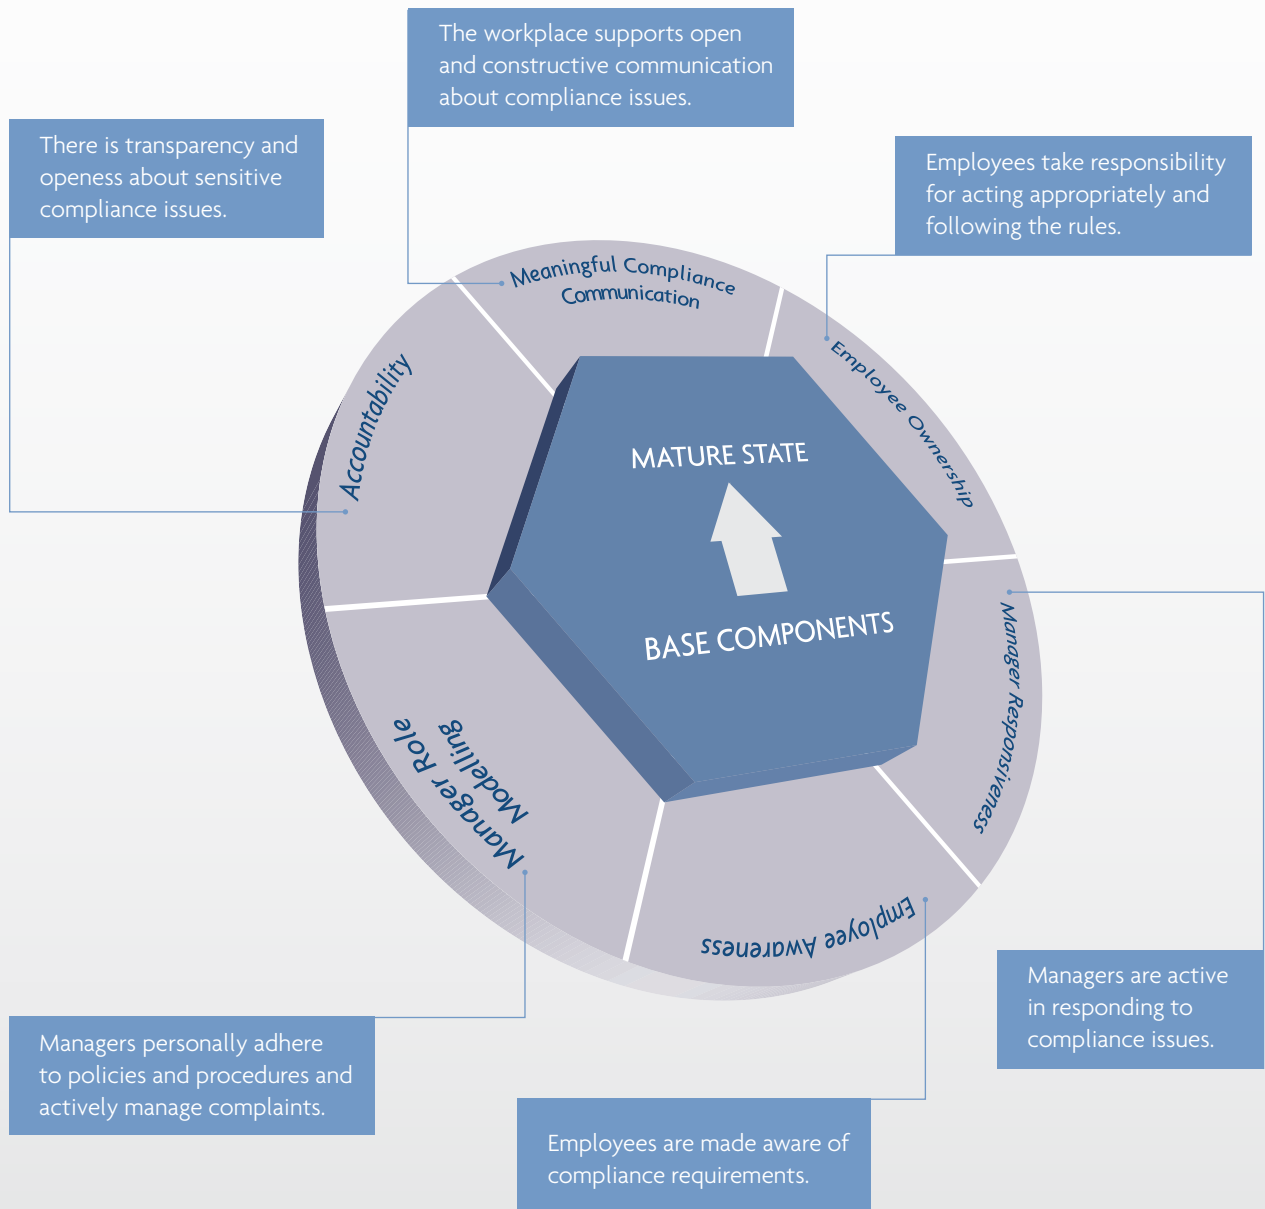 The workplace supports open
and constructive communication
about compliance issues.
There is transparency and
openess about sensitive
compliance issues.
Employees take responsibility
for acting appropriately and
following the rules.
Meaningful Compliance
Communication
Accountability
Employee Ownership
MATURE STATE
BASE COMPONENTS
Manager Responsiveness
Manager Role
Modelling
Employee Awareness
Managers are active
in responding to
compliance issues.
Managers personally adhere
to policies and procedures and
actively manage complaints.
Employees are made aware of
compliance requirements.